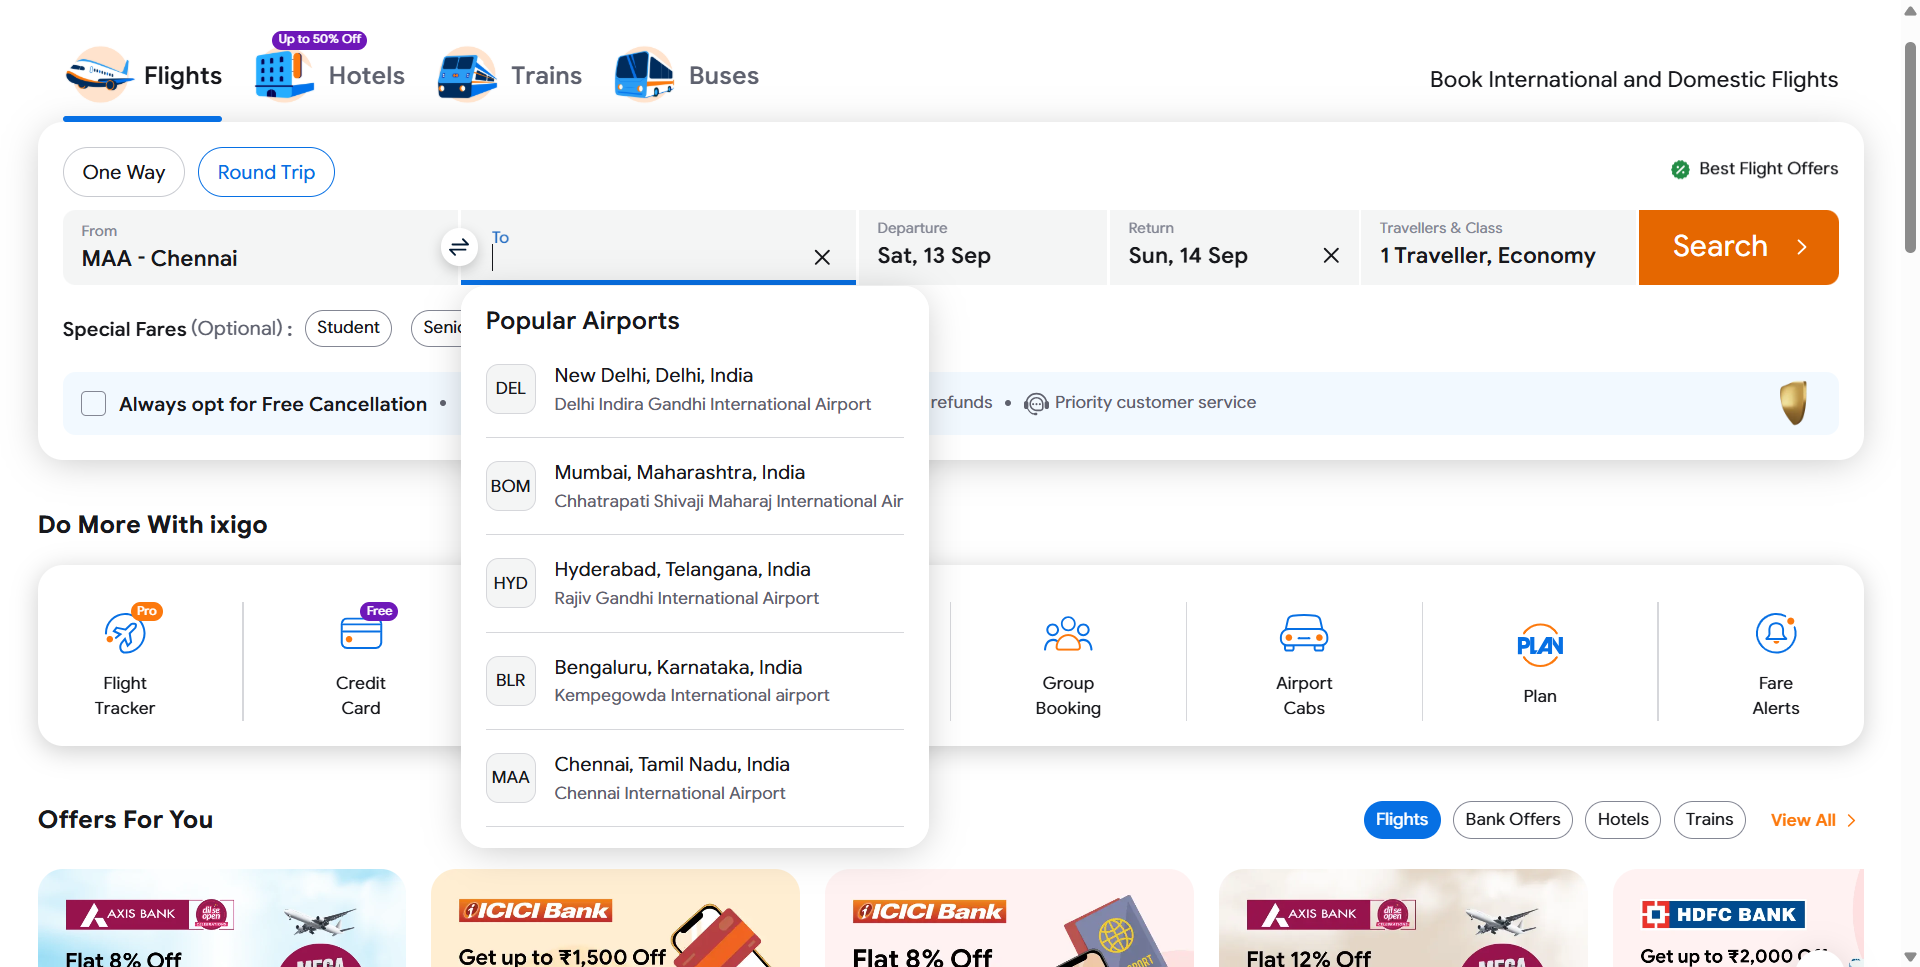 Up to 50% Off
Flights
Hotels
Trains
Buses
Book International and Domestic Flights
One Way
Round Trip
Best Flight Offers
From
MAA - Chennai
To
Departure
Sat, 13 Sep
Return
Sun, 14 Sep
Travellers & Class
1 Traveller, Economy
Search
Special Fares (Optional) :
Student
Senic
Popular Airports
DEL
New Delhi, Delhi, India
Delhi Indira Gandhi International Airport
BOM
Mumbai, Maharashtra, India
Chhatrapati Shivaji Maharaj International Air
HYD
Hyderabad, Telangana, India
Rajiv Gandhi International Airport
BLR
Bengaluru, Karnataka, India
Kempegowda International airport
MAA
Chennai, Tamil Nadu, India
Chennai International Airport
Always opt for Free Cancellation •
refunds • Priority customer service
Do More With ixigo
Pro
Flight
Tracker
Free
Credit
Card
Group
Booking
Airport
Cabs
PLAN
Plan
Fare
Alerts
Offers For You
Flights
Bank Offers
Hotels
Trains
View All
AXIS BANK
dil se
open
Flat 8% Off
MEGA
ICICI Bank
Get up to ₹1,500 Off
ICICI Bank
Flat 8% Off
AXIS BANK
dil se
open
Flat 12% Off
MEGA
HDFC BANK
Get up to ₹2,000